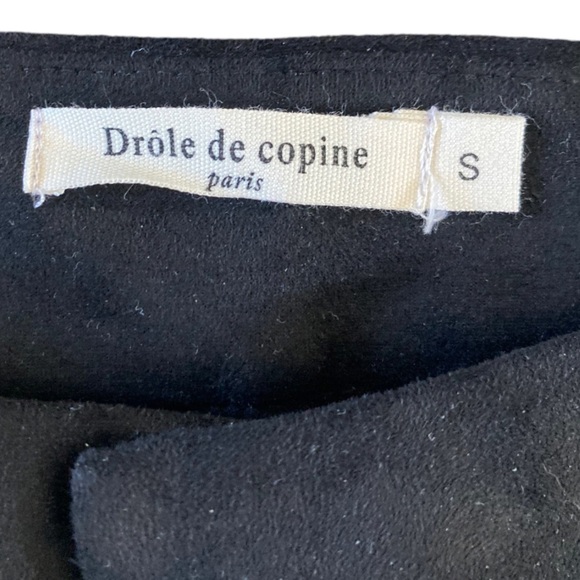 Drôle de copine
paris
S